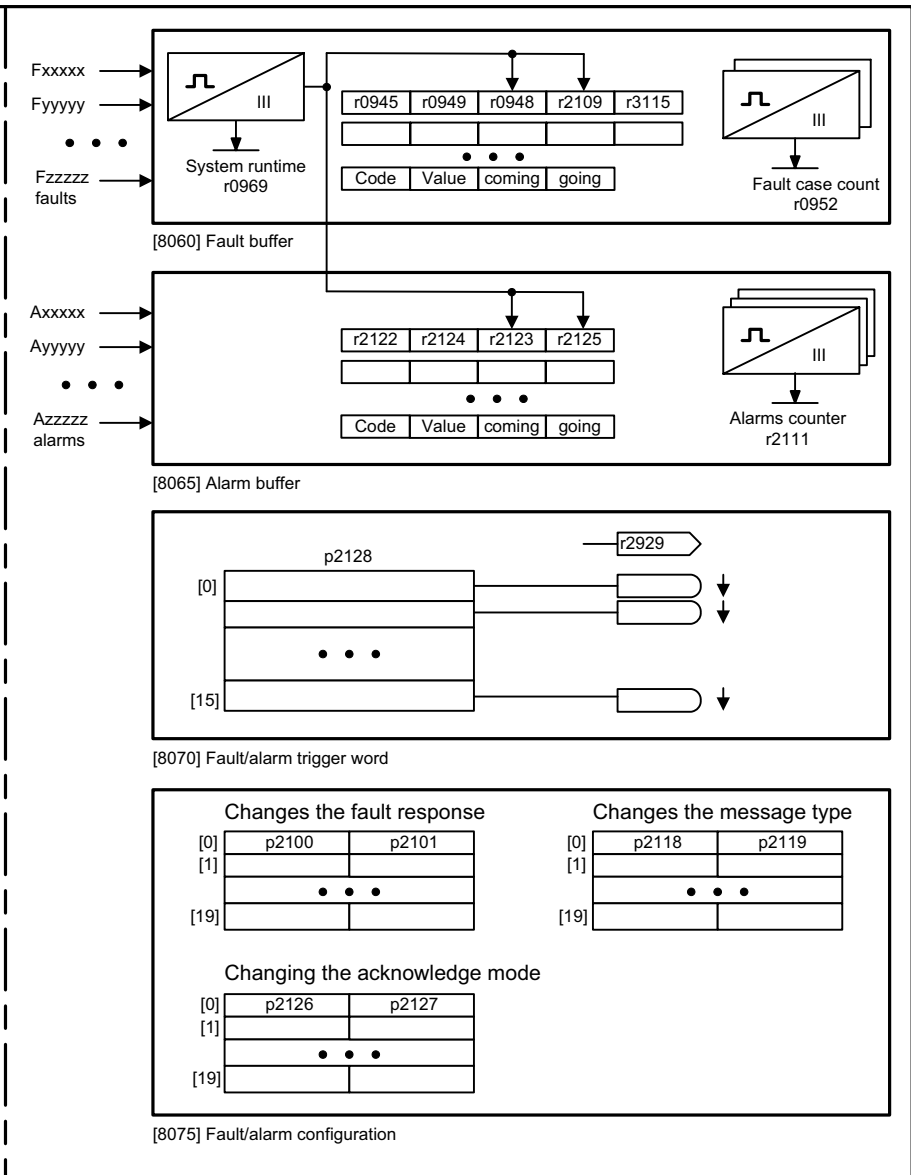 Fxxxxx
Fyyyyy
• • •
Fzzzzz
faults
III
System runtime
r0969
r0945 r0949 r0948 r2109 r3115
• • •
Code Value coming going
III
Fault case count
r0952
[8060] Fault buffer
Axxxxx
Ayyyyy
• • •
Azzzzz
alarms
r2122 r2124 r2123 r2125
• • •
Code Value coming going
III
Alarms counter
r2111
[8065] Alarm buffer
p2128
r2929
[0]
• • •
[15]
[8070] Fault/alarm trigger word
Changes the fault response
[0] p2100 p2101
[1]
• • •
[19]
Changes the message type
[0] p2118 p2119
[1]
• • •
[19]
Changing the acknowledge mode
[0] p2126 p2127
[1]
• • •
[19]
[8075] Fault/alarm configuration